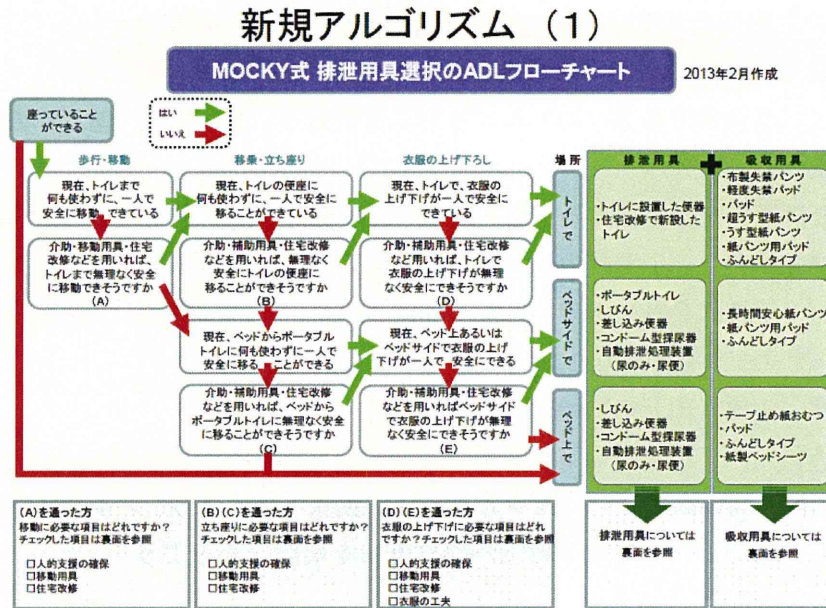 新規アルゴリズム （1）
MOCKY式 排泄用具選択のADLフローチャート
2013年2月作成
座っていること
ができる
はい
いいえ
歩行・移動
移乗・立ち座り
衣服の上げ下ろし
場所
排泄用具
吸収用具
現在、トイレまで
何も使わずに、一人で
安全に移動 できている
現在、トイレの便座に
何も使わずに、一人で安全に
移ることができている
現在、トイレで、衣服の
上げ下げが一人で安全に
できている
トイレで
・トイレに設置した便器
・住宅改修で新設した
トイレ
・布製失禁パンツ
・軽度失禁パッド
・パッド
・超うす型紙パンツ
・うす型紙パンツ
・紙パンツ用パッド
・ふんどしタイプ
介助・移動用具・住宅
改修などを用いれば、
トイレまで無理なく安全
に移動できそうですか
(A)
介助・補助用具・住宅改修
などを用いれば、無理なく
安全にトイレの便座に
移ることができそうですか
(B)
介助・補助用具・住宅改修
など用いれば、トイレで
衣服の上げ下げが無理
なく安全にできそうですか
(D)
現在、ベッドからポータブル
トイレに何も使わずに一人で
安全に移る ことができる
現在、ベッド上あるいは
ベッドサイドで衣服の上げ
下げが一人で、安全にできる
ベッドサイドで
・ポータブルトイレ
・しびん
・差し込み便器
・コンドーム型採尿器
・自動排泄処理装置
（尿のみ・尿便）
・長時間安心紙パンツ
・紙パンツ用パッド
・ふんどしタイプ
介助・補助用具・住宅改修
などを用いれば、ベッドから
ポータブルトイレに無理なく安全
に移ることができそうですか
(C)
介助・補助用具・住宅改修
などを用いればベッドサイド
で衣服の上げ下げが無理
なく安全にできそうですか
(E)
ベッド上で
・しびん
・差し込み便器
・コンドーム型採尿器
・自動排泄処理装置
（尿のみ・尿便）
・テープ止め紙おむつ
・パッド
・ふんどしタイプ
・紙製ベッドシーツ
(A)を通った方
移動に必要な項目はどれですか？
チェックした項目は裏面を参照
□人的支援の確保
□移動用具
□住宅改修
(B)(C)を通った方
立ち座りに必要な項目はどれですか？
チェックした項目は裏面を参照
□人的支援の確保
□移動用具
□住宅改修
(D)(E)を通った方
衣服の上げ下げに必要な項目はどれ
ですか？チェックした項目は裏面を参照
□人的支援の確保
□移動用具
□住宅改修
□衣服の工夫
排泄用具については
裏面を参照
吸収用具については
裏面を参照